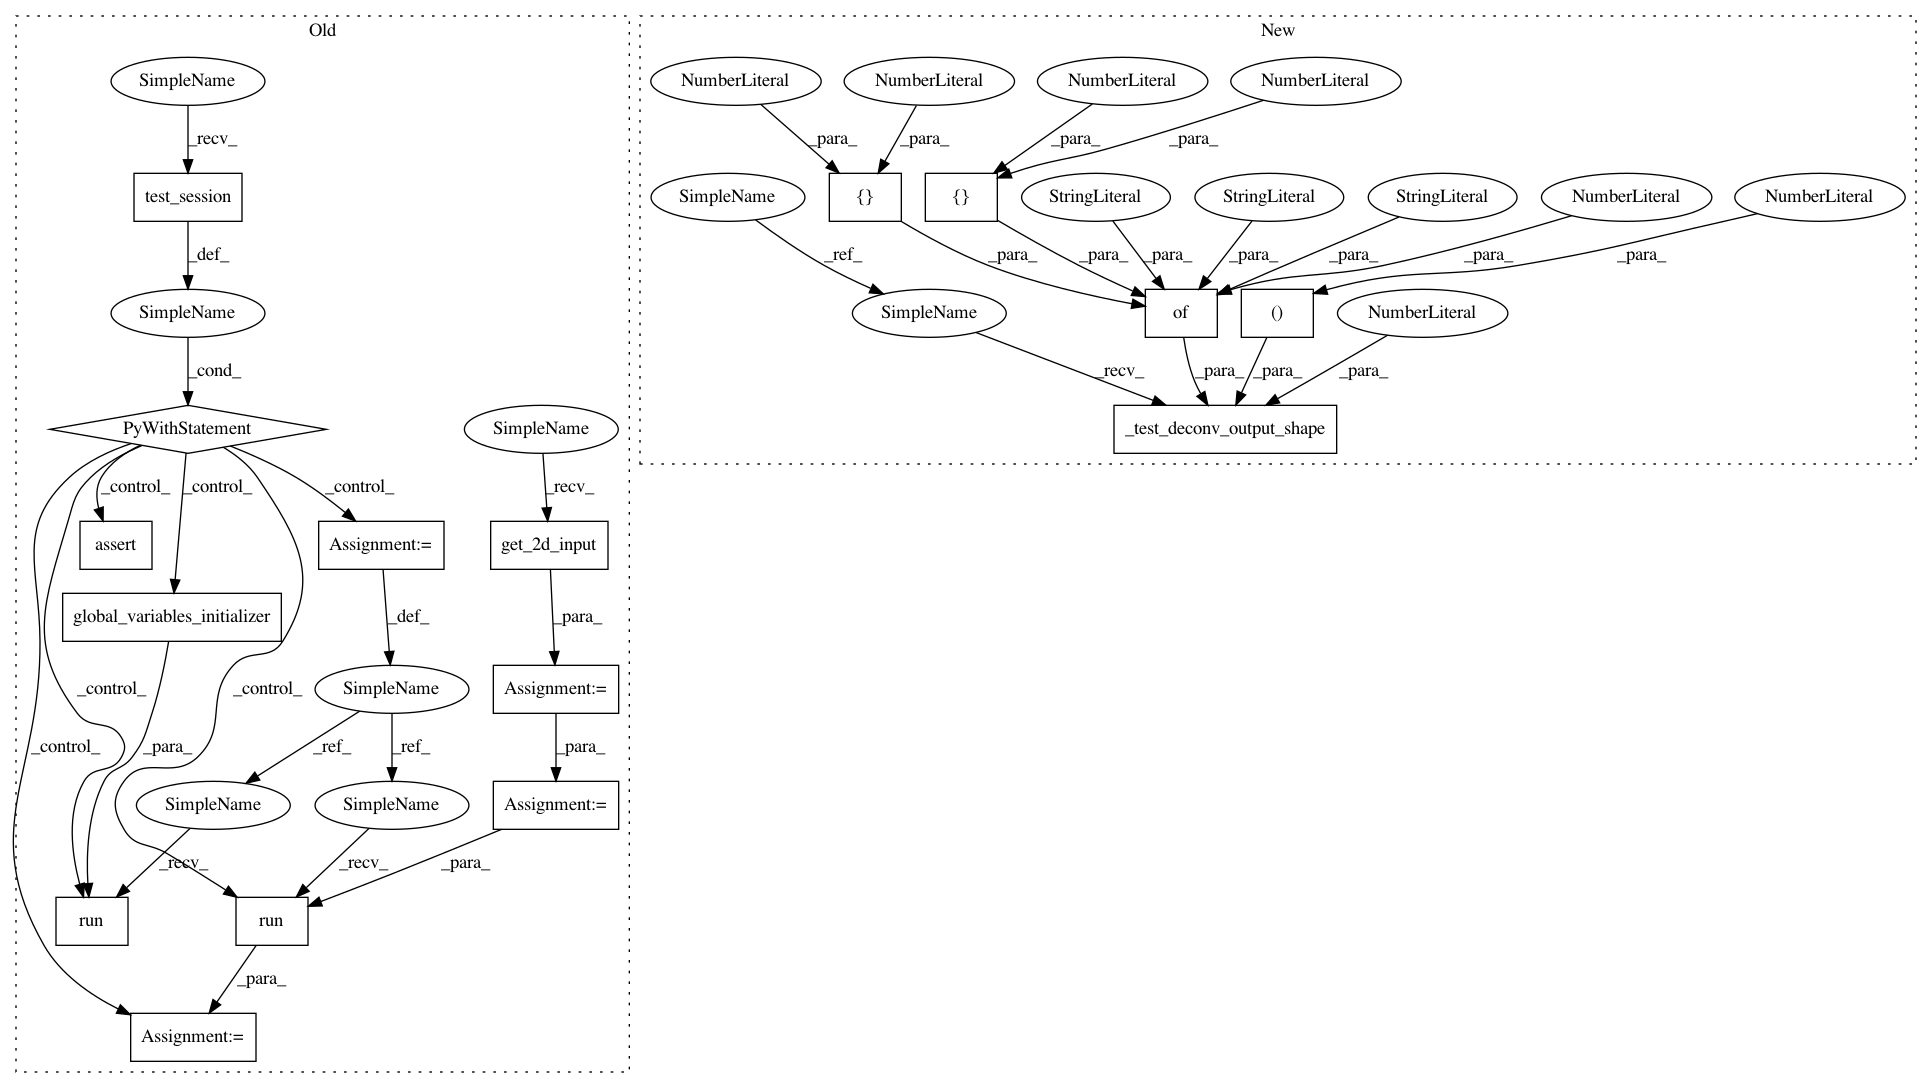 Old
New
SimpleName
NumberLiteral
NumberLiteral
NumberLiteral
NumberLiteral
_recv_
_para_
_para_
_para_
_para_
test_session
SimpleName
{}
{}
StringLiteral
StringLiteral
StringLiteral
NumberLiteral
NumberLiteral
_def_
_ref_
_para_
_para_
_para_
_para_
_para_
_para_
_para_
SimpleName
SimpleName
of
()
NumberLiteral
_cond_
_recv_
_para_
_para_
_para_
PyWithStatement
SimpleName
_test_deconv_output_shape
_control_
_control_
_control_
_recv_
assert
Assignment:=
get_2d_input
global_variables_initializer
_def_
_para_
_control_
_control_
SimpleName
Assignment:=
_control_
_para_
_ref_
_ref_
_para_
SimpleName
SimpleName
Assignment:=
_recv_
_recv_
_para_
run
run
_para_
Assignment:=